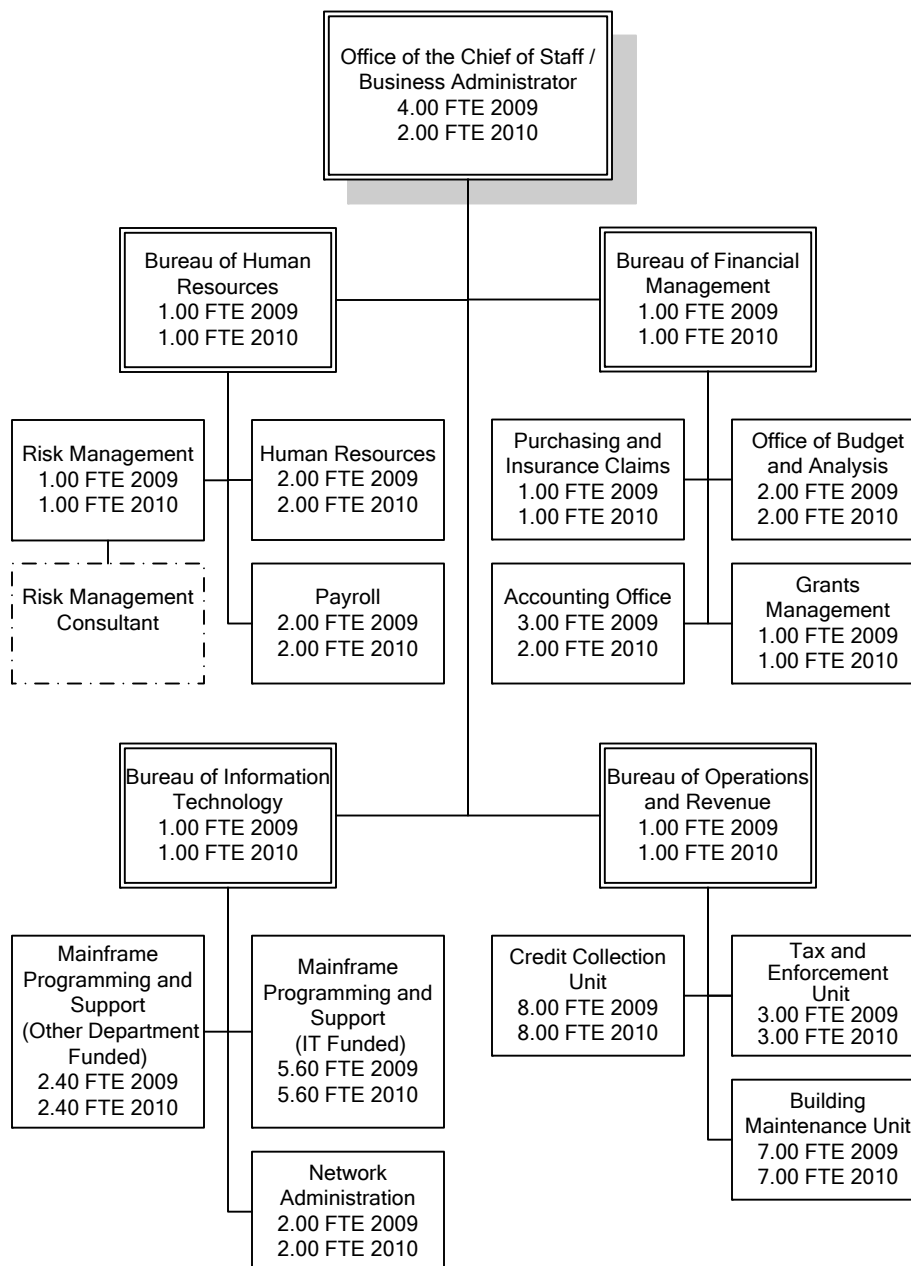 Office of the Chief of Staff /
Business Administrator
4.00 FTE 2009
2.00 FTE 2010
Bureau of Human
Resources
1.00 FTE 2009
1.00 FTE 2010
Bureau of Financial
Management
1.00 FTE 2009
1.00 FTE 2010
Risk Management
1.00 FTE 2009
1.00 FTE 2010
Human Resources
2.00 FTE 2009
2.00 FTE 2010
Purchasing and
Insurance Claims
1.00 FTE 2009
1.00 FTE 2010
Office of Budget
and Analysis
2.00 FTE 2009
2.00 FTE 2010
Risk Management
Consultant
Payroll
2.00 FTE 2009
2.00 FTE 2010
Accounting Office
3.00 FTE 2009
2.00 FTE 2010
Grants
Management
1.00 FTE 2009
1.00 FTE 2010
Bureau of Information
Technology
1.00 FTE 2009
1.00 FTE 2010
Bureau of Operations
and Revenue
1.00 FTE 2009
1.00 FTE 2010
Mainframe
Programming and
Support
(Other Department
Funded)
2.40 FTE 2009
2.40 FTE 2010
Mainframe
Programming and
Support
(IT Funded)
5.60 FTE 2009
5.60 FTE 2010
Credit Collection
Unit
8.00 FTE 2009
8.00 FTE 2010
Tax and
Enforcement
Unit
3.00 FTE 2009
3.00 FTE 2010
Building
Maintenance Unit
7.00 FTE 2009
7.00 FTE 2010
Network
Administration
2.00 FTE 2009
2.00 FTE 2010